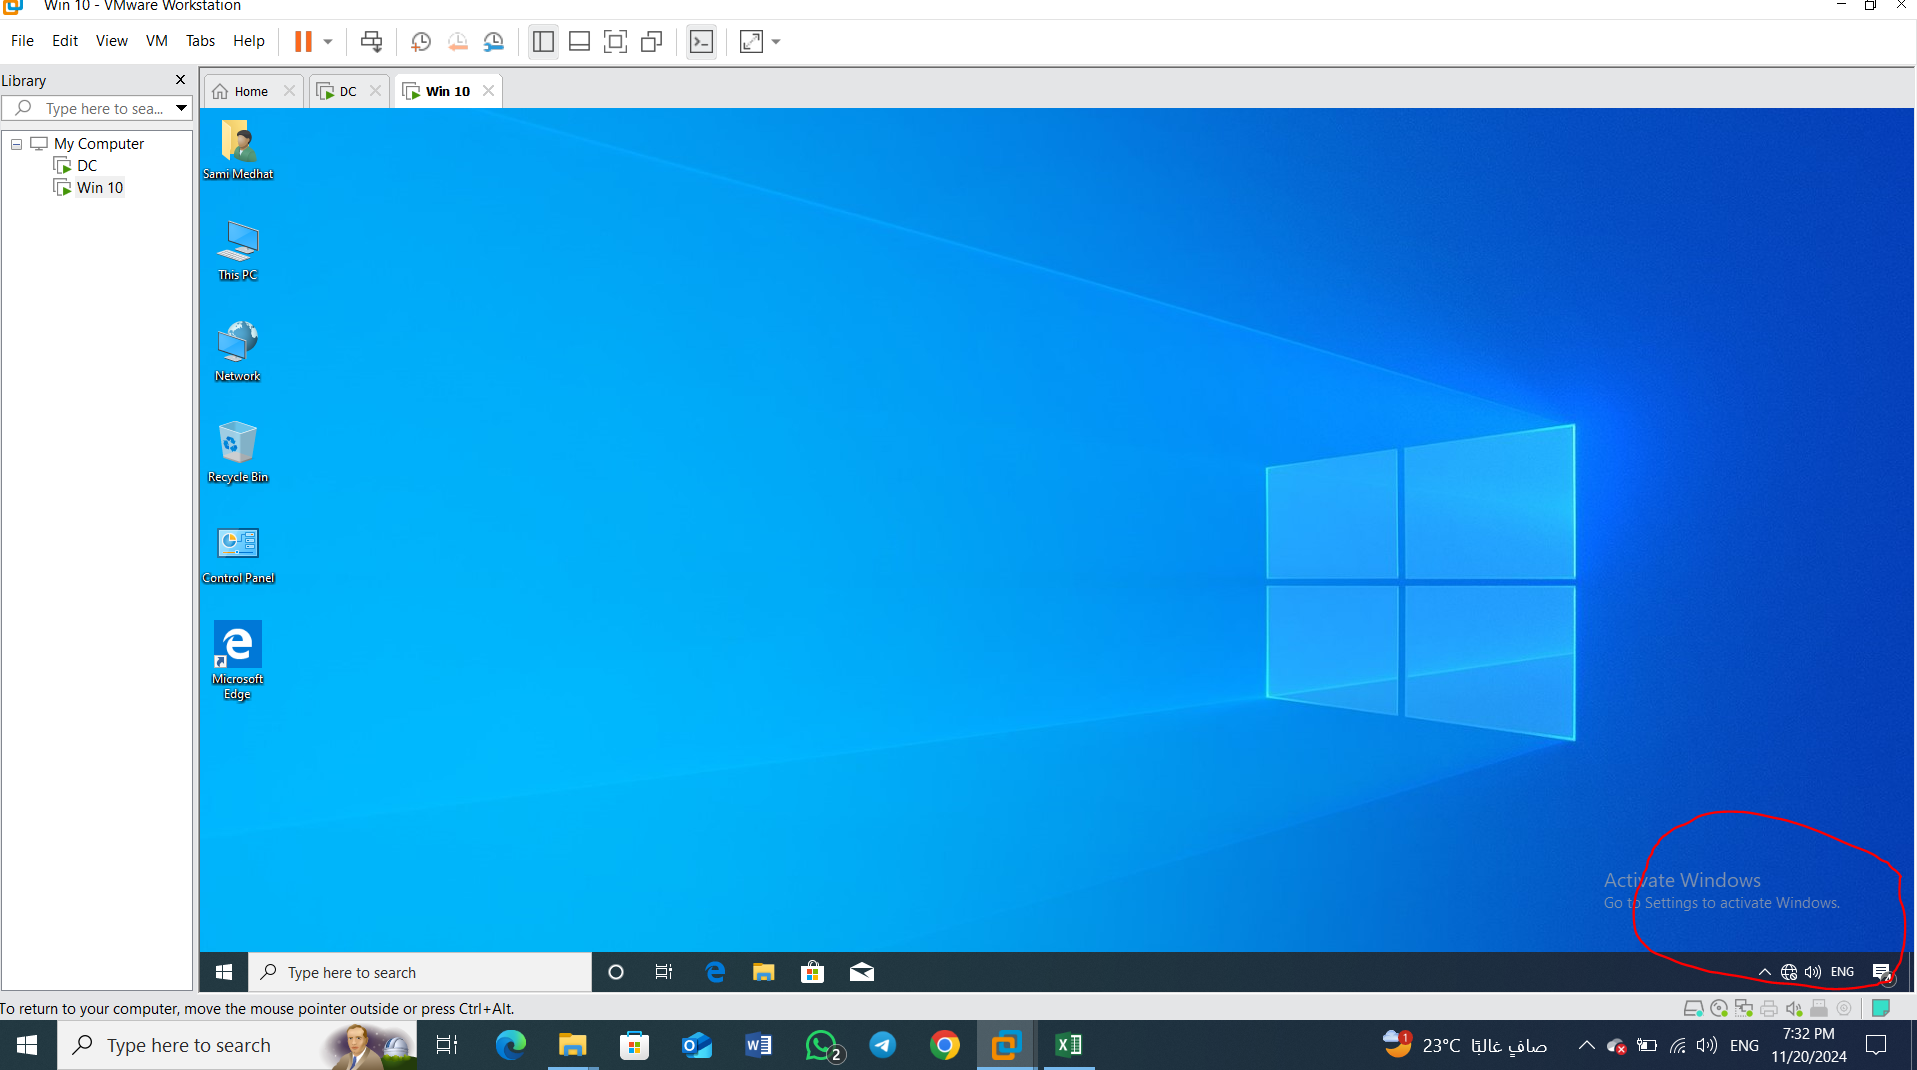 Win 10 - VMware Workstation
File Edit View VM Tabs Help
Library
Type here to sea...
My Computer
DC
Win 10
Home
DC
Win 10
Sami Medhat
This PC
Network
Recycle Bin
Control Panel
Microsoft
Edge
Activate Windows
Go to Settings to activate Windows.
Type here to search
ENG
4
To return to your computer, move the mouse pointer outside or press Ctrl+Alt.
Type here to search
2
1
23°C صافٍ غالبًا
ENG
7:32 PM
11/20/2024